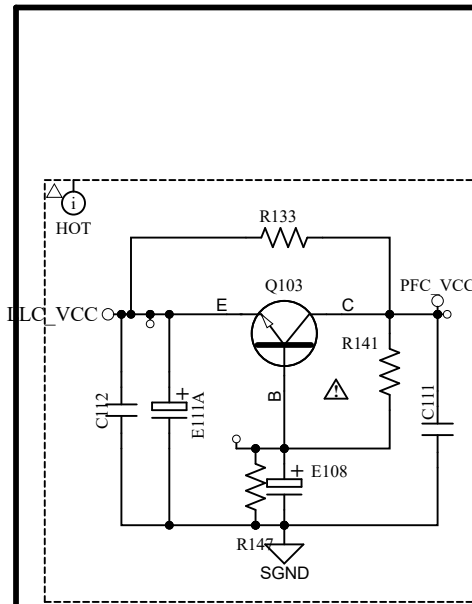 i
HOT
R133
Q103
PFC_VCC
LLC_VCC
E
C
R141
C112
E111A
B
C111
E108
R147
SGND